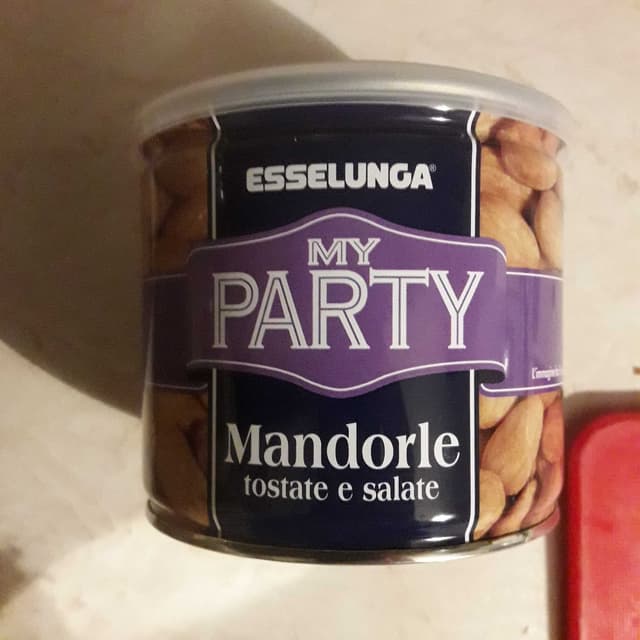 ESSELUNGA®
MY
PARTY
Mandorle
tostate e salate